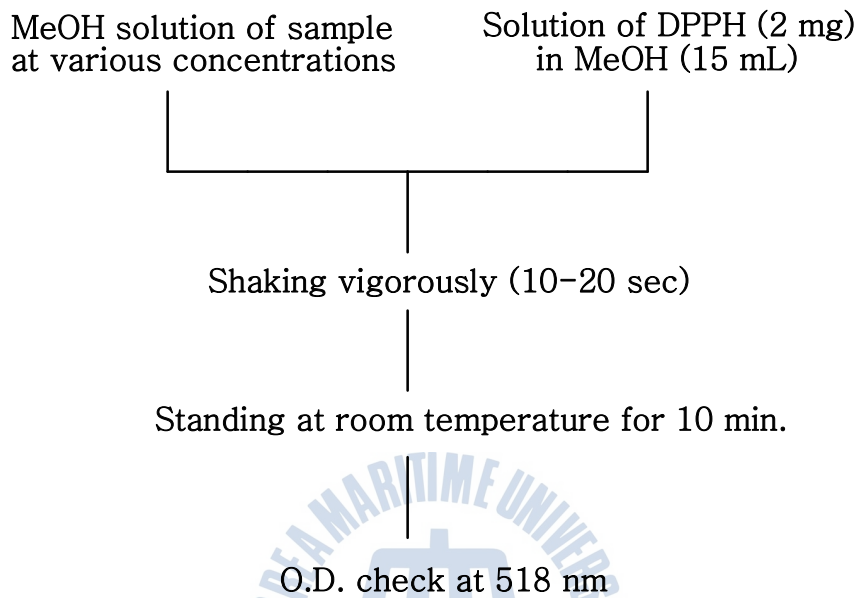 MeOH solution of sample
at various concentrations
Solution of DPPH (2 mg)
in MeOH (15 mL)
Shaking vigorously (10-20 sec)
Standing at room temperature for 10 min.
O.D. check at 518 nm